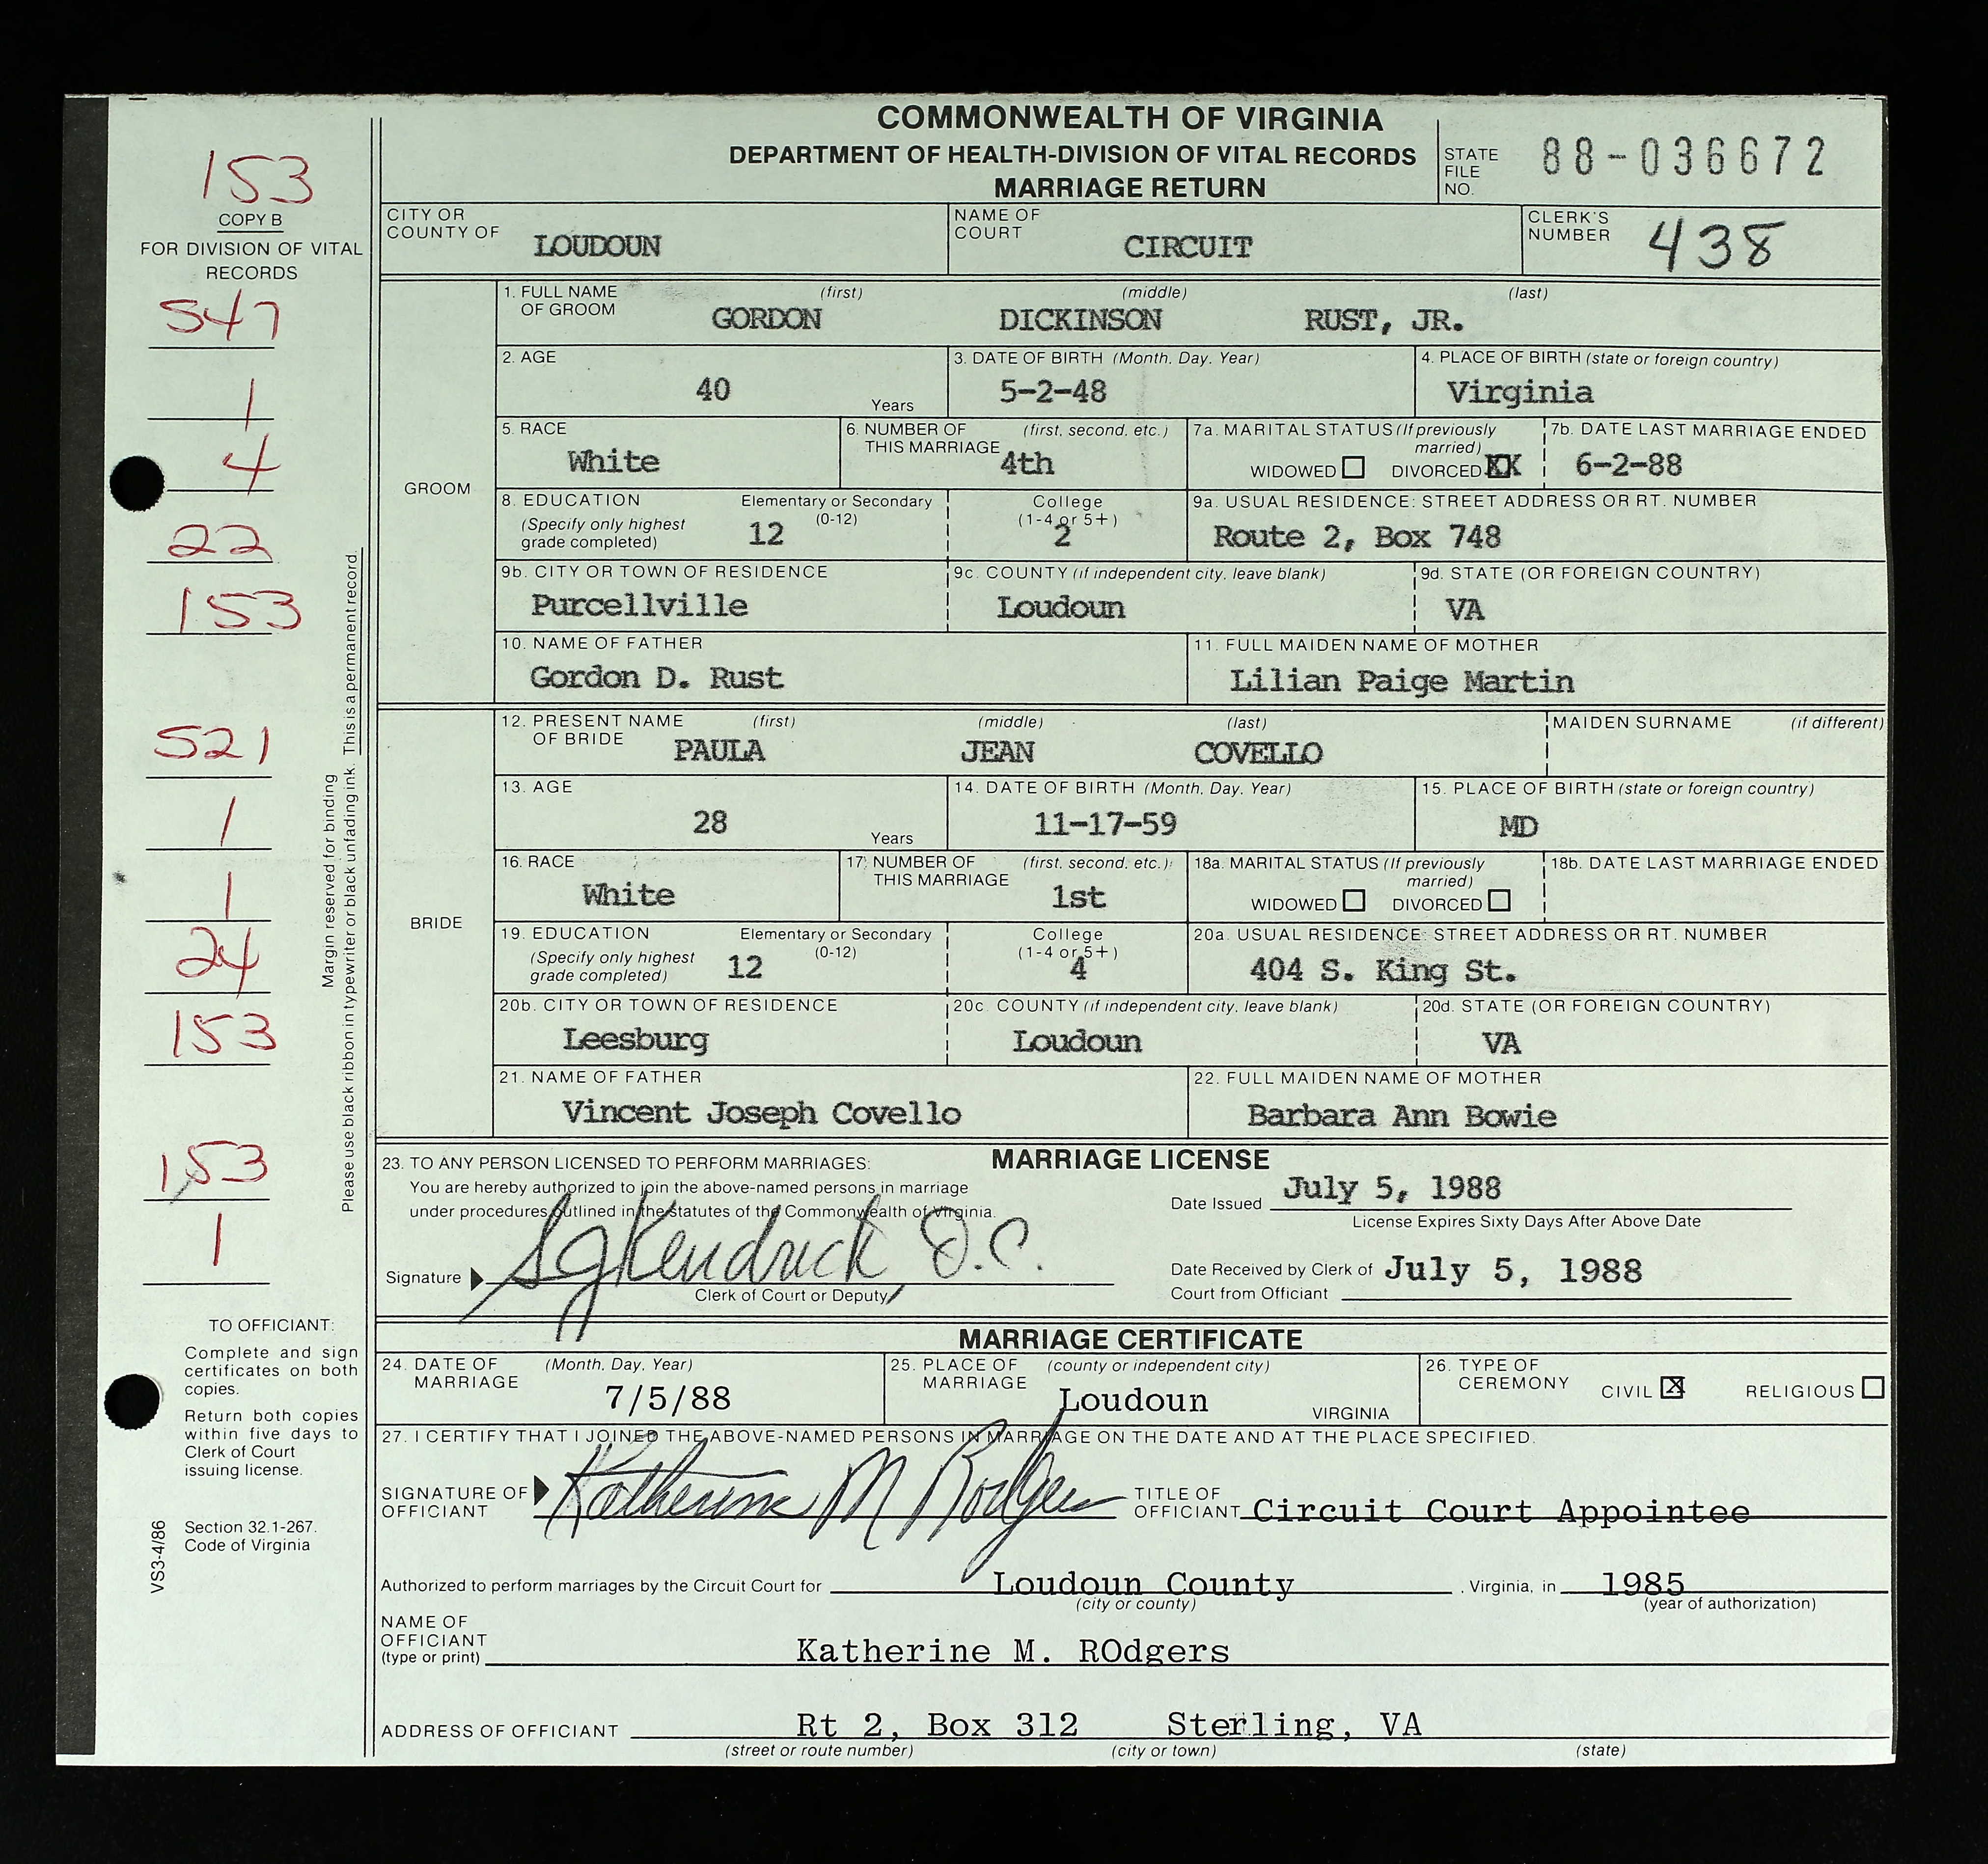 COMMONWEALTH OF VIRGINIA
DEPARTMENT OF HEALTH-DIVISION OF VITAL RECORDS
MARRIAGE RETURN
STATE FILE NO. 88-036672
153
COPY B
FOR DIVISION OF VITAL RECORDS
547
1
4
22
153
521
1
1
24
153
153
1
Margin reserved for binding
Please use black ribbon in typewriter or black unfading ink. This is a permanent record.
TO OFFICIANT:
Complete and sign
certificates on both
copies.
Return both copies
within five days to
Clerk of Court
issuing license.
Section 32.1-267.
Code of Virginia
VS3-4/86
CITY OR COUNTY OF LOUDOUN
NAME OF COURT CIRCUIT
CLERK'S NUMBER 438
GROOM
1. FULL NAME OF GROOM (first) (middle) (last)
GORDON DICKINSON RUST, JR.
2. AGE 40 Years
3. DATE OF BIRTH (Month, Day, Year) 5-2-48
4. PLACE OF BIRTH (state or foreign country) Virginia
5. RACE White
6. NUMBER OF THIS MARRIAGE (first, second, etc.) 4th
7a. MARITAL STATUS (If previously married) WIDOWED DIVORCED XX
7b. DATE LAST MARRIAGE ENDED 6-2-88
8. EDUCATION (Specify only highest grade completed) Elementary or Secondary (0-12) 12
College (1-4 or 5+) 2
9a. USUAL RESIDENCE: STREET ADDRESS OR RT. NUMBER Route 2, Box 748
9b. CITY OR TOWN OF RESIDENCE Purcellville
9c. COUNTY (if independent city, leave blank) Loudoun
9d. STATE (OR FOREIGN COUNTRY) VA
10. NAME OF FATHER Gordon D. Rust
11. FULL MAIDEN NAME OF MOTHER Lilian Paige Martin
BRIDE
12. PRESENT NAME OF BRIDE (first) (middle) (last) MAIDEN SURNAME (if different)
PAULA JEAN COVELLO
13. AGE 28 Years
14. DATE OF BIRTH (Month, Day, Year) 11-17-59
15. PLACE OF BIRTH (state or foreign country) MD
16. RACE White
17. NUMBER OF THIS MARRIAGE (first, second, etc.) 1st
18a. MARITAL STATUS (If previously married) WIDOWED DIVORCED
18b. DATE LAST MARRIAGE ENDED
19. EDUCATION (Specify only highest grade completed) Elementary or Secondary (0-12) 12
College (1-4 or 5+) 4
20a. USUAL RESIDENCE: STREET ADDRESS OR RT. NUMBER 404 S. King St.
20b. CITY OR TOWN OF RESIDENCE Leesburg
20c. COUNTY (if independent city, leave blank) Loudoun
20d. STATE (OR FOREIGN COUNTRY) VA
21. NAME OF FATHER Vincent Joseph Covello
22. FULL MAIDEN NAME OF MOTHER Barbara Ann Bowie
MARRIAGE LICENSE
23. TO ANY PERSON LICENSED TO PERFORM MARRIAGES:
You are hereby authorized to join the above-named persons in marriage
under procedures outlined in the statutes of the Commonwealth of Virginia.
Date Issued July 5, 1988
License Expires Sixty Days After Above Date
Signature SgKendrick, D.C.
Clerk of Court or Deputy
Date Received by Clerk of Court from Officiant July 5, 1988
MARRIAGE CERTIFICATE
24. DATE OF MARRIAGE (Month, Day, Year) 7/5/88
25. PLACE OF MARRIAGE (county or independent city) Loudoun VIRGINIA
26. TYPE OF CEREMONY CIVIL X RELIGIOUS
27. I CERTIFY THAT I JOINED THE ABOVE-NAMED PERSONS IN MARRIAGE ON THE DATE AND AT THE PLACE SPECIFIED.
SIGNATURE OF OFFICIANT Katherine M Rodgers
TITLE OF OFFICIANT Circuit Court Appointee
Authorized to perform marriages by the Circuit Court for Loudoun County, Virginia, in 1985
(city or county) (year of authorization)
NAME OF OFFICIANT (type or print) Katherine M. ROdgers
ADDRESS OF OFFICIANT Rt 2, Box 312 Sterling, VA
(street or route number) (city or town) (state)